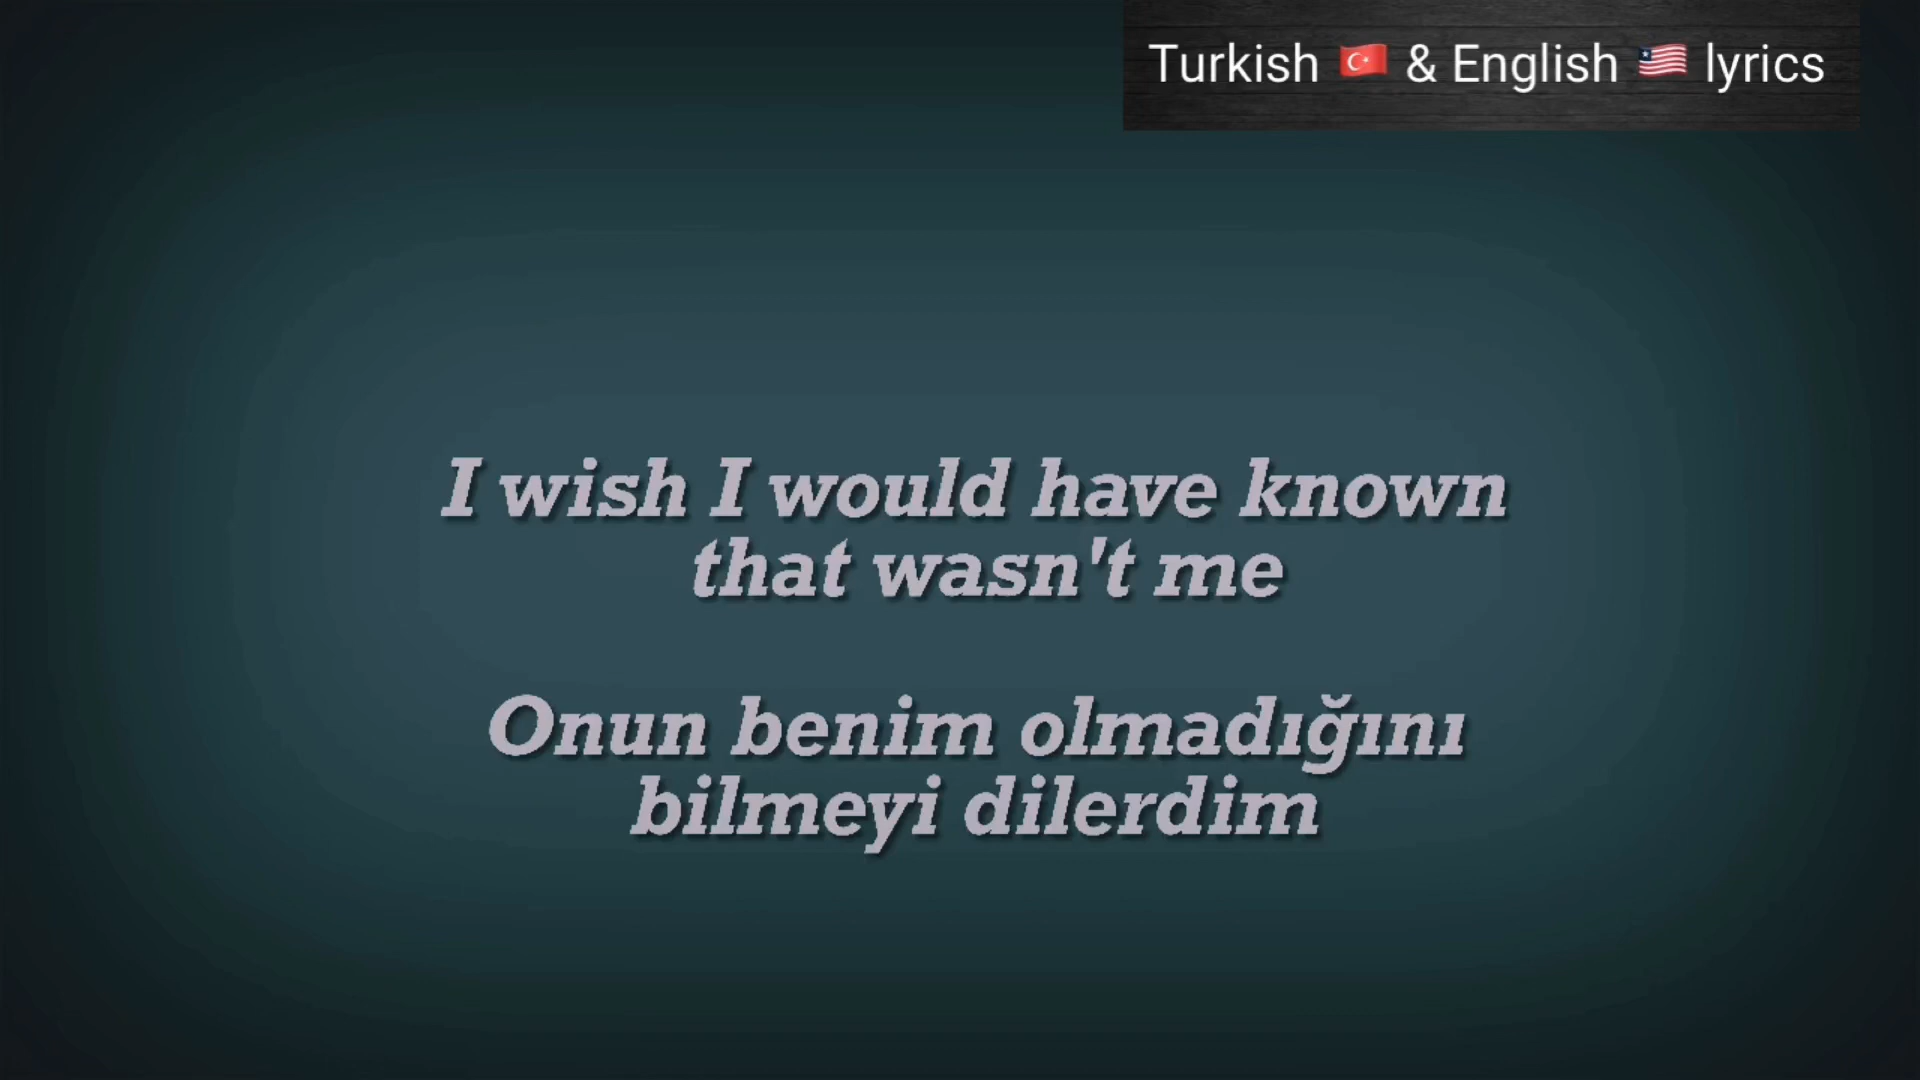 Turkish 🇹🇷 & English 🇱🇷 lyrics
I wish I would have known
that wasn't me
Onun benim olmadığını
bilmeyi dilerdim